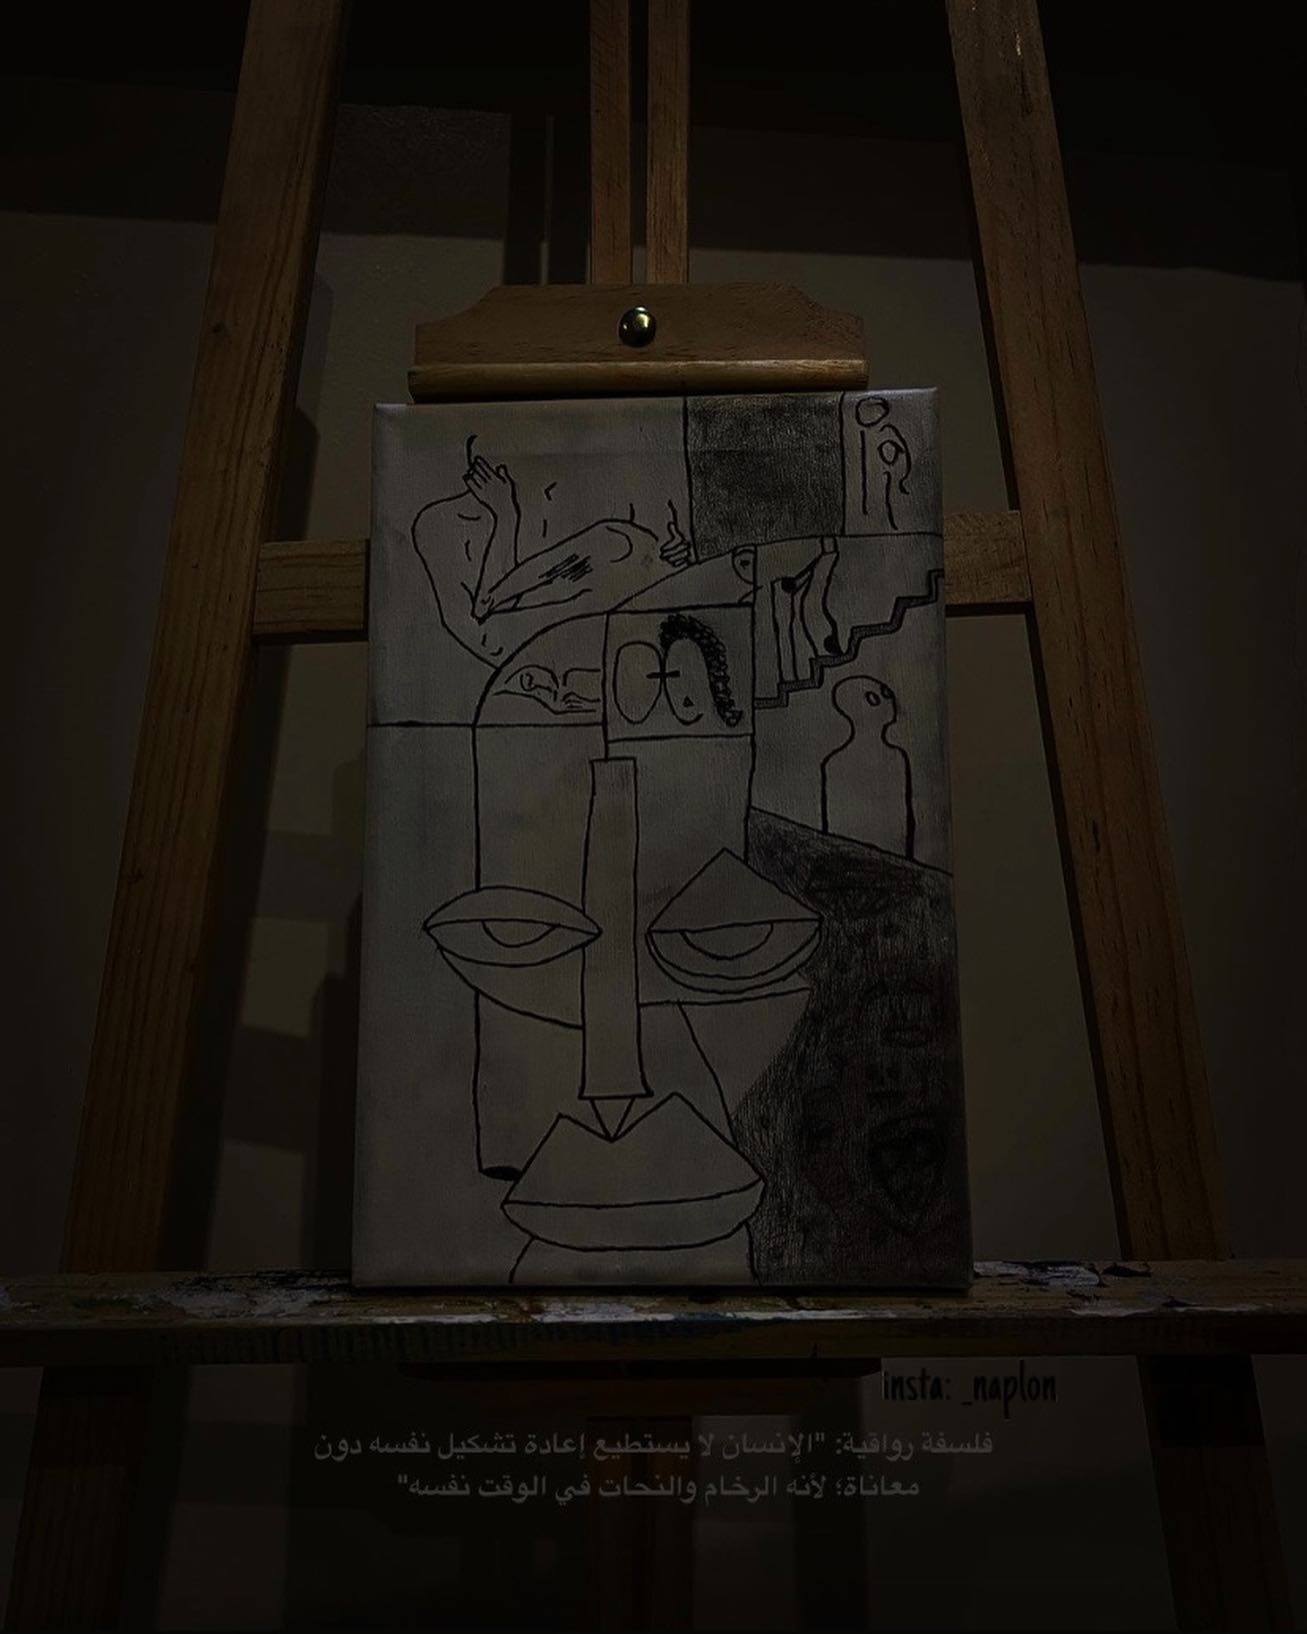 insta: _naplon
فلسفة رواقية: "الإنسان لا يستطيع إعادة تشكيل نفسه دون
معاناة؛ لأنه الرخام والنحات في الوقت نفسه"